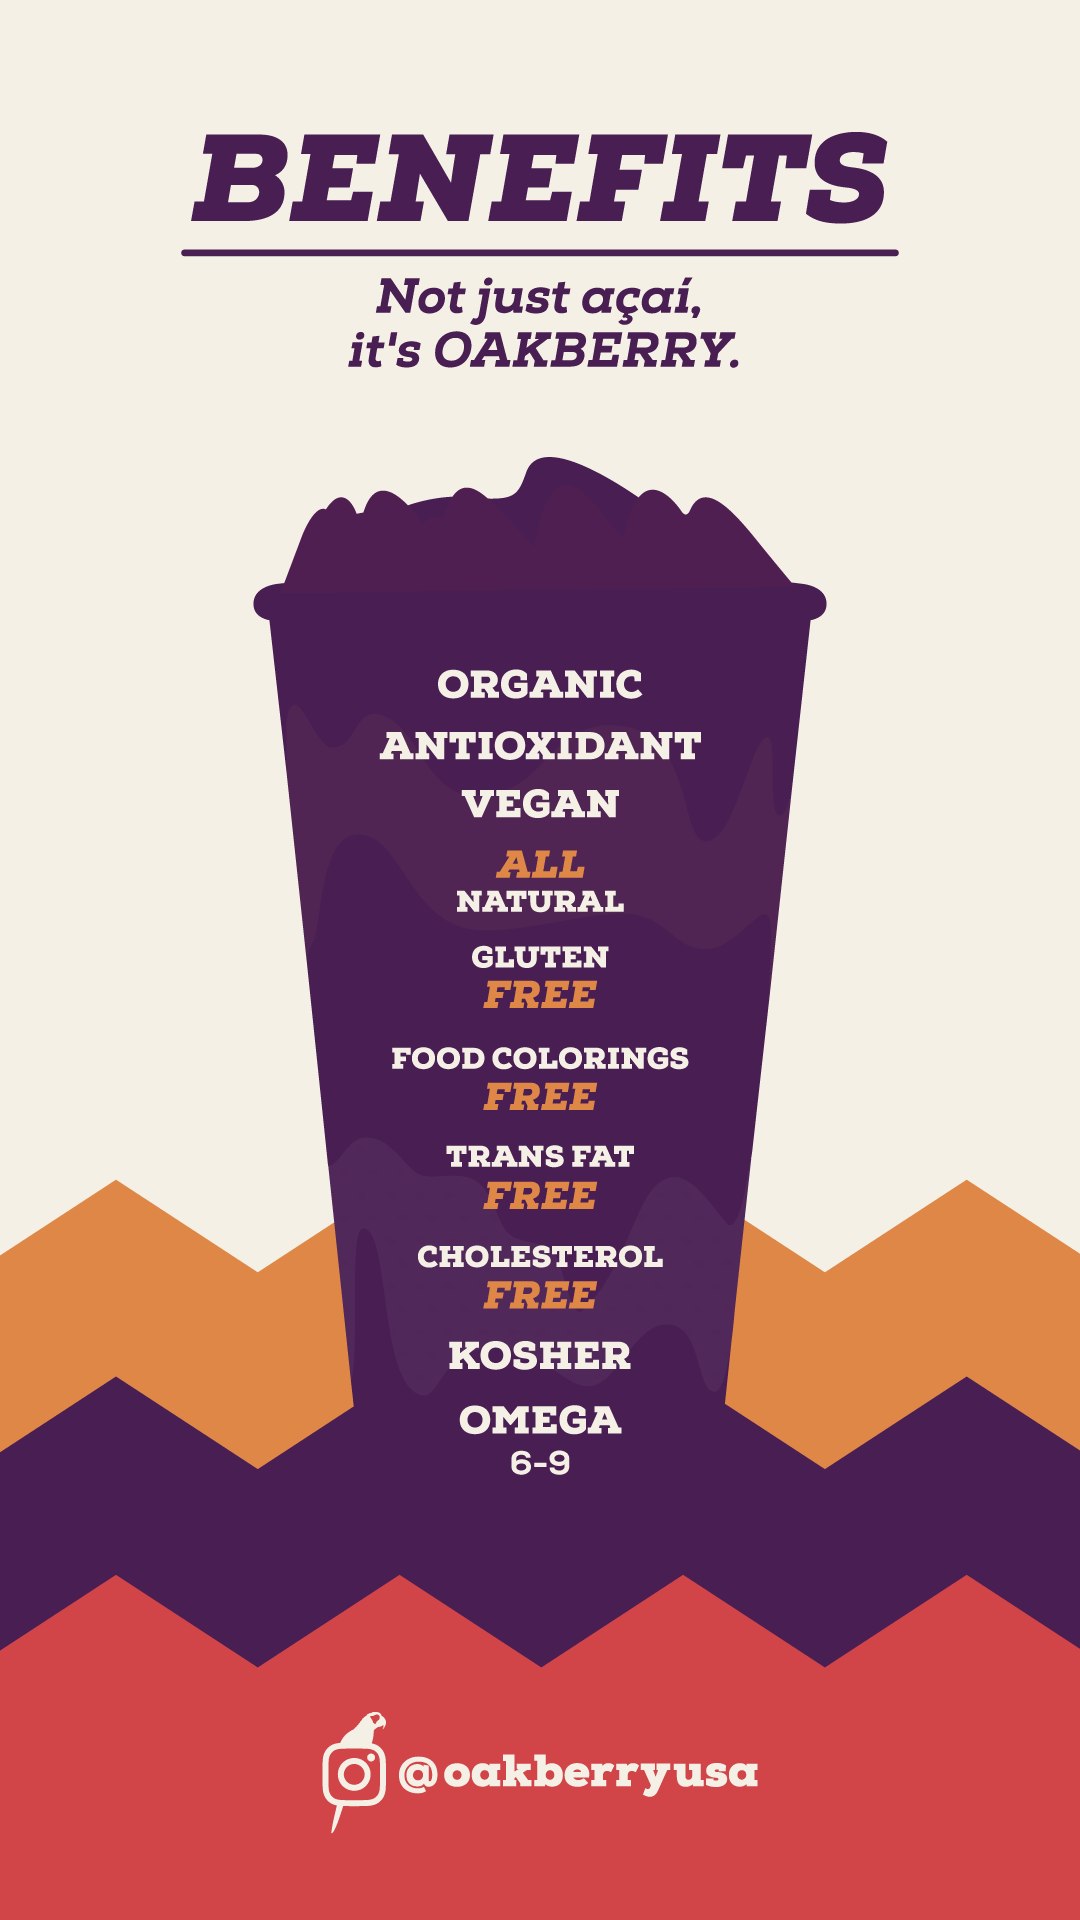 BENEFITS
Not just açaí,
it's OAKBERRY.
ORGANIC
ANTIOXIDANT
VEGAN
ALL
NATURAL
GLUTEN
FREE
FOOD COLORINGS
FREE
TRANS FAT
FREE
CHOLESTEROL
FREE
KOSHER
OMEGA
6-9
@oakberryusa